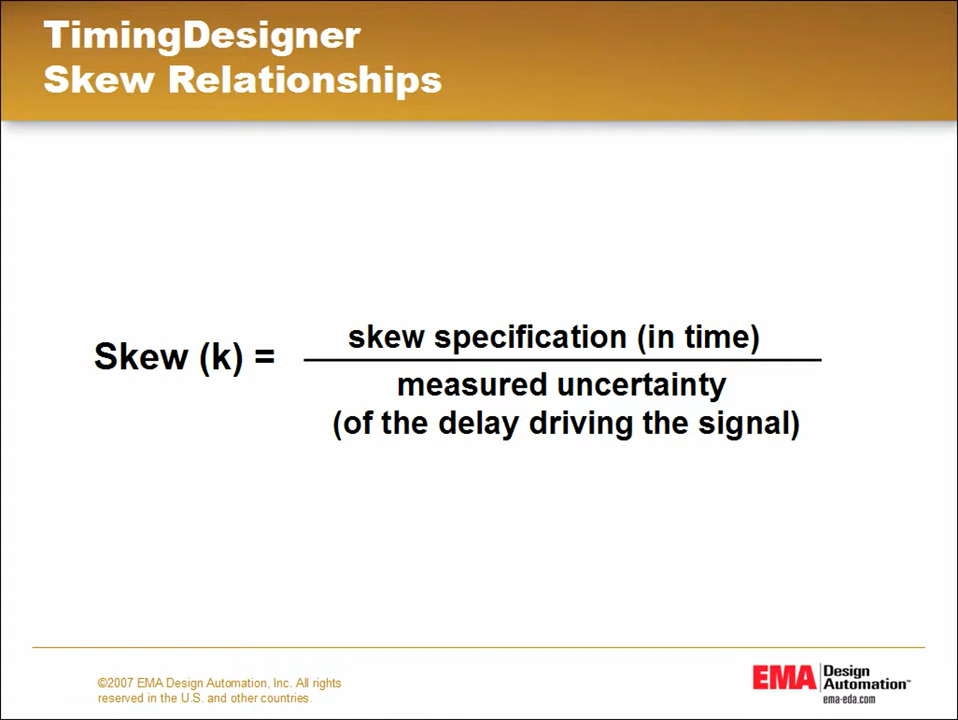 TimingDesigner
Skew Relationships
Skew (k) =
skew specification (in time)
measured uncertainty
(of the delay driving the signal)
©2007 EMA Design Automation, Inc. All rights
reserved in the U.S. and other countries.
EMA Design
Automation™
ema-eda.com